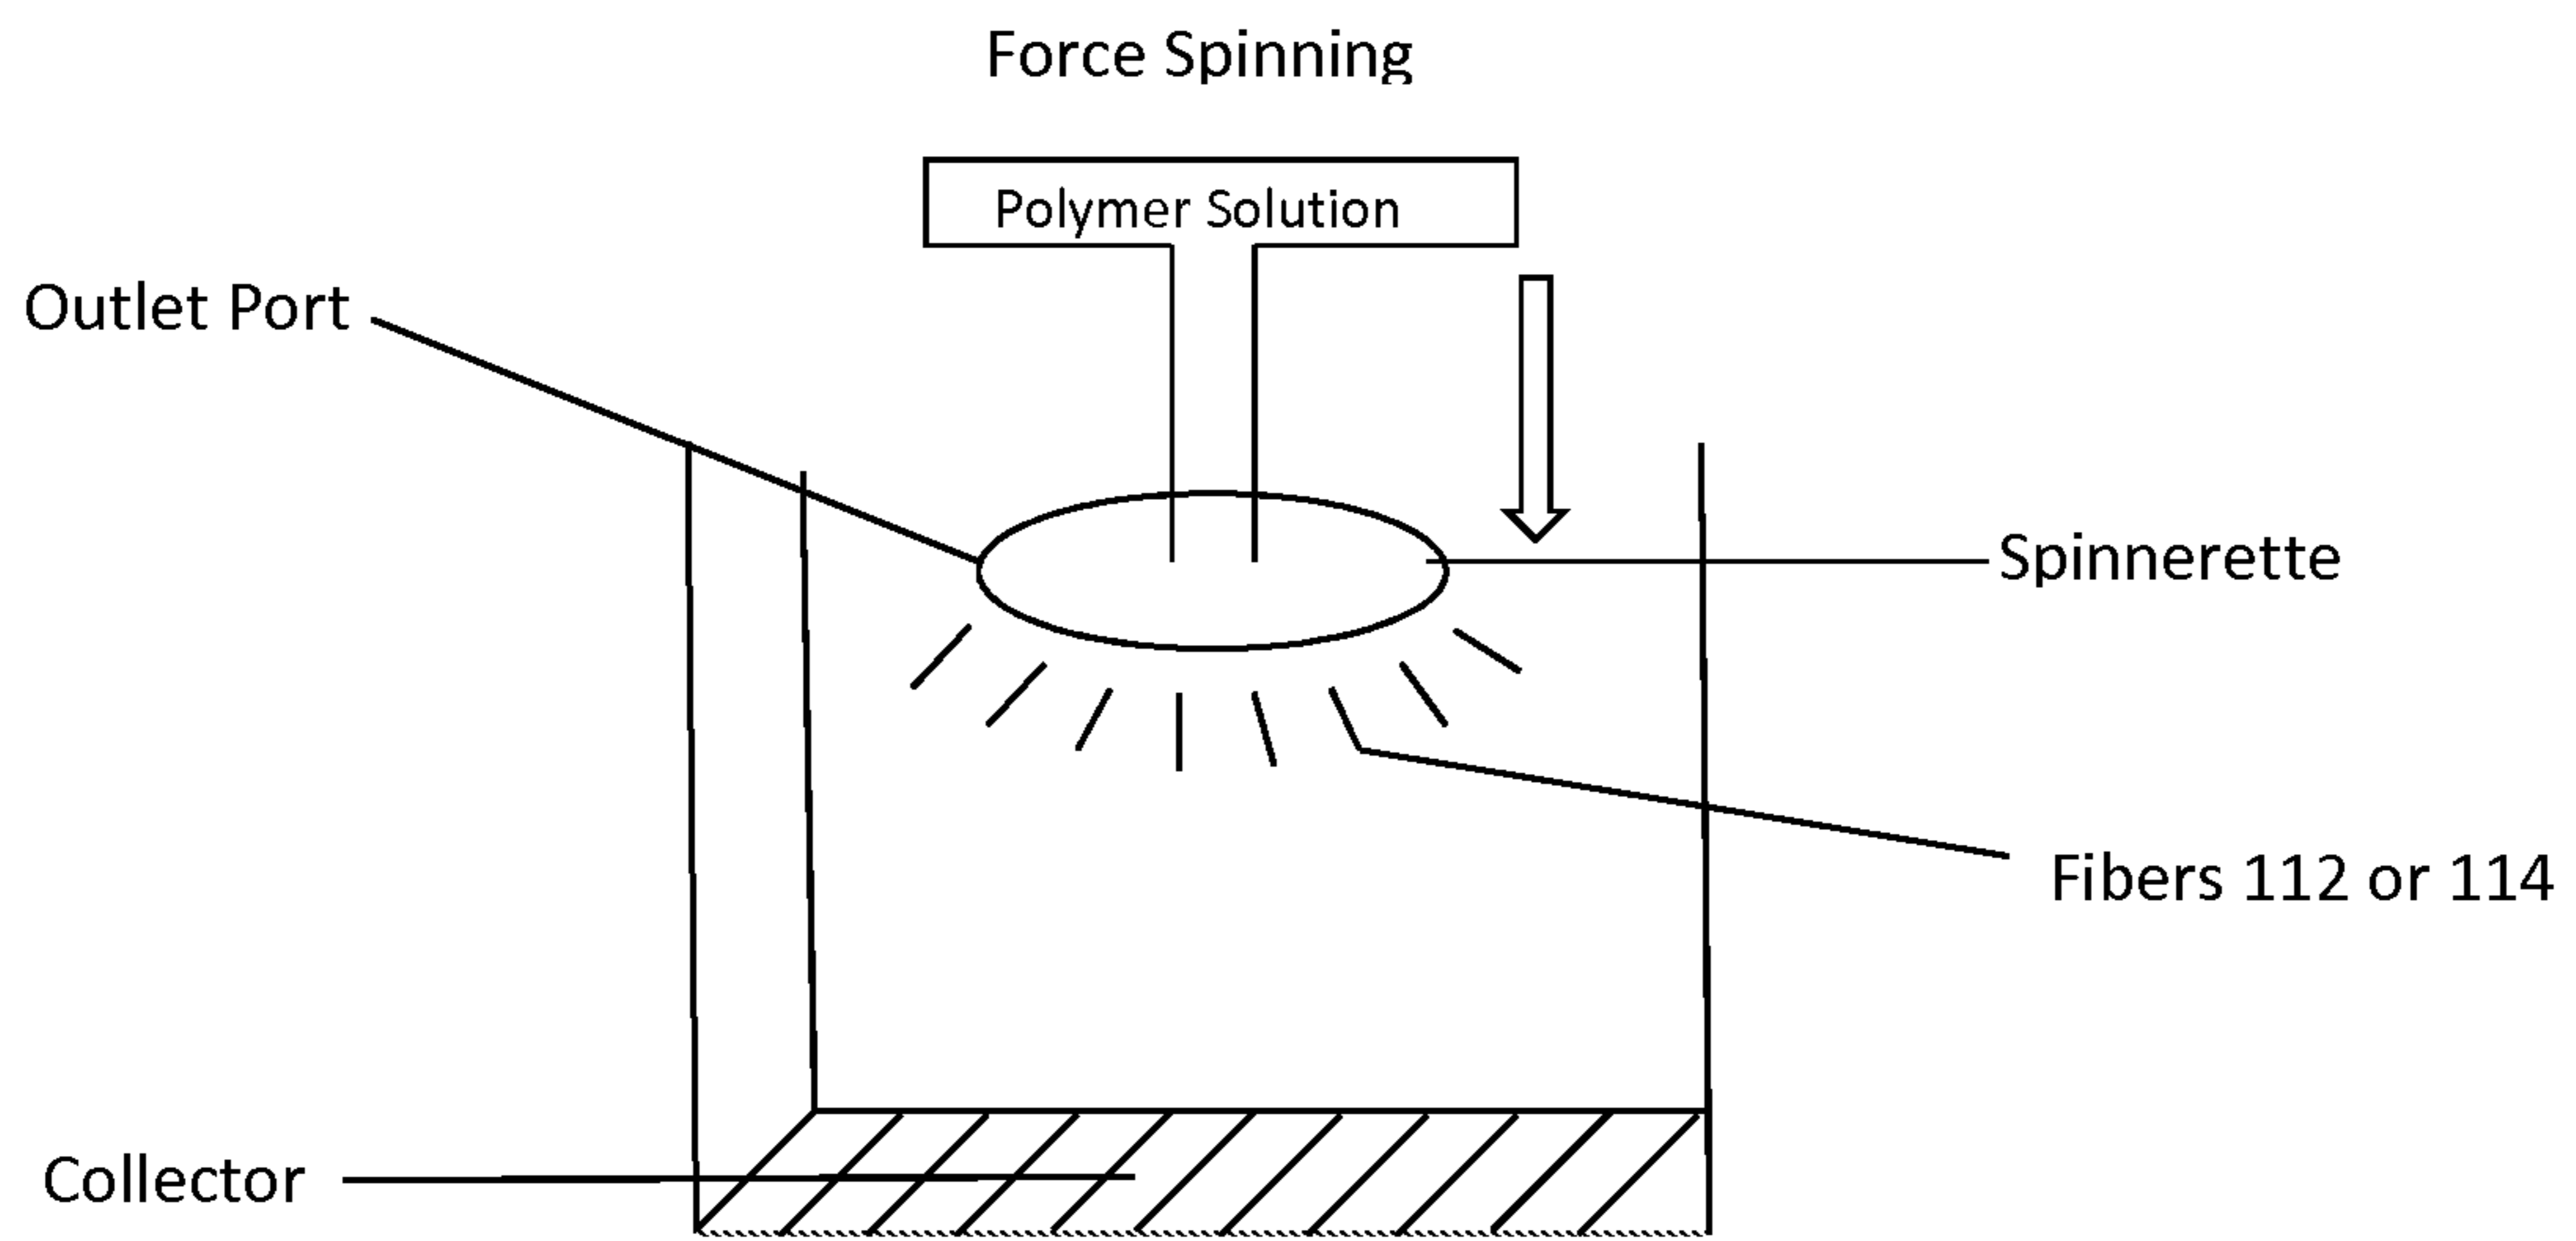 Force Spinning
Polymer Solution
Outlet Port
Spinnerette
Fibers 112 or 114
Collector